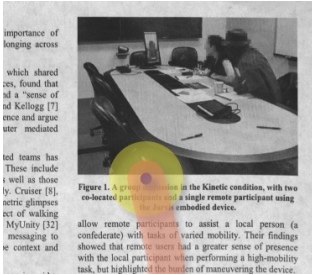 importance of
longing across
which shared
ces, found that
nd a "sense of
nd Kellogg [7]
ence and argue
uter mediated
ted teams has
These include
s well as those
ly. Cruiser [8],
metric glimpses
ect of walking
MyUnity [32]
messaging to
e context and
Figure 1. A group discussion in the Kinetic condition, with two
co-located participants and a single remote participant using
the embodied device.
allow remote participants to assist a local person (a
confederate) with tasks of varied mobility. Their findings
showed that remote users had a greater sense of presence
with the local participant when performing a high-mobility
task, but highlighted the burden of maneuvering the device.